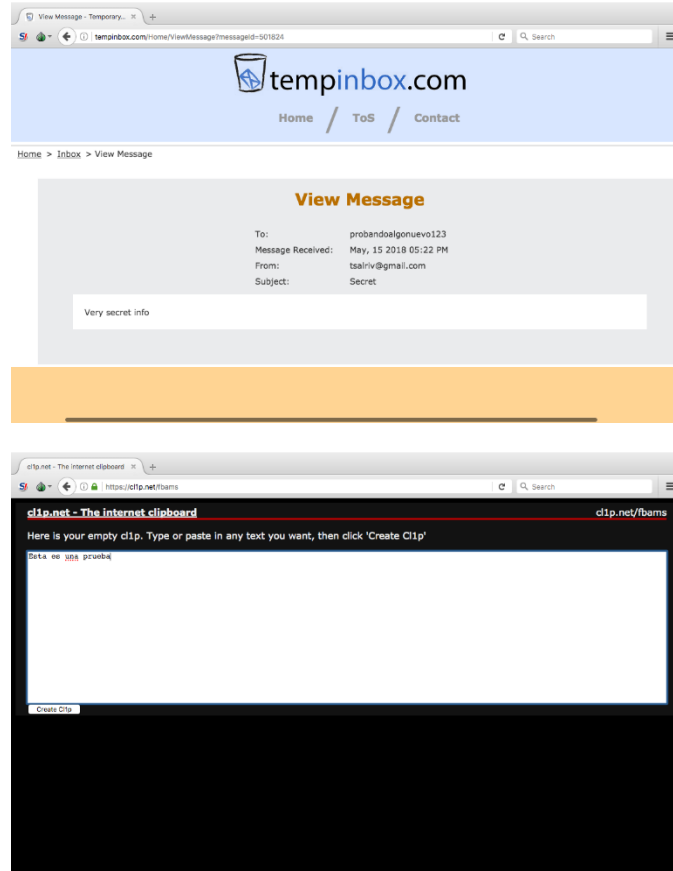 View Message - Temporary... × +
tempinbox.com/Home/ViewMessage?messageid=501824
Search
tempinbox.com
Home / ToS / Contact
Home > Inbox > View Message
View Message
To: probandoalgonuevo123
Message Received: May, 15 2018 05:22 PM
From: tsalriv@gmail.com
Subject: Secret
Very secret info
cl1p.net - The internet clipboard × +
https://cl1p.net/fbams
Search
cl1p.net - The internet clipboard cl1p.net/fbams
Here is your empty cl1p. Type or paste in any text you want, then click 'Create Cl1p'
Esta es una prueba
Create Cl1p